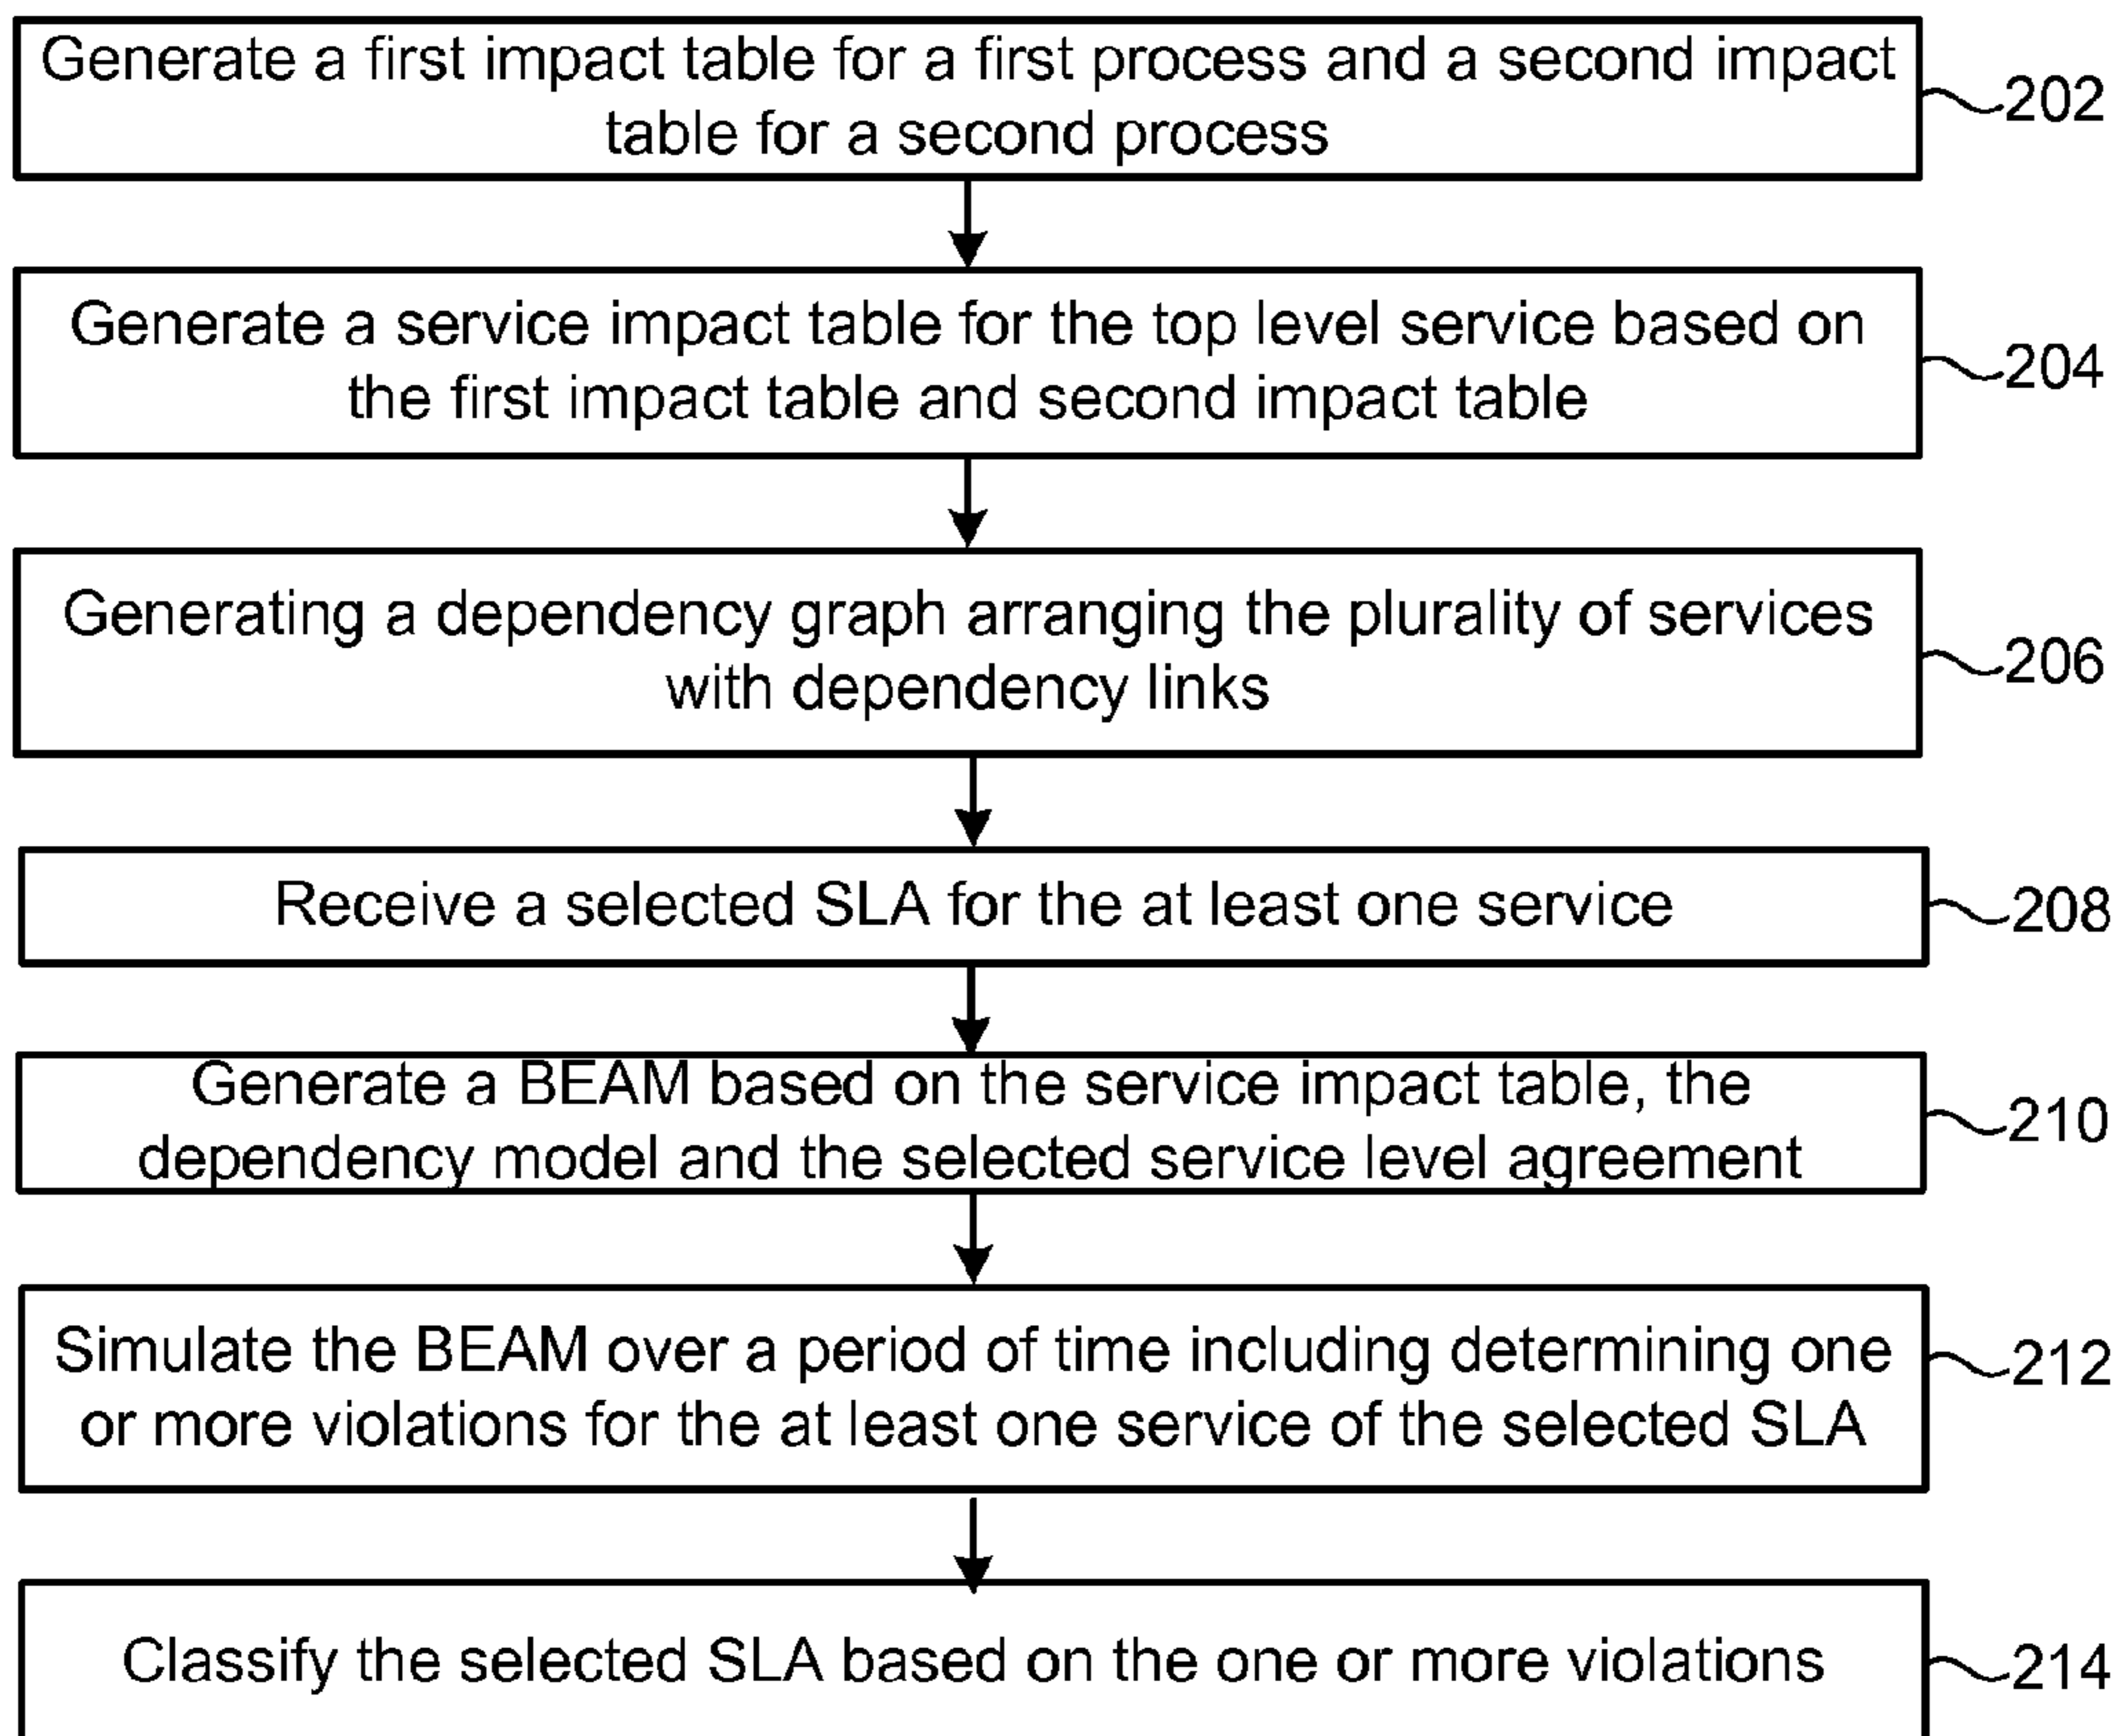 Generate a first impact table for a first process and a second impact
table for a second process
202
Generate a service impact table for the top level service based on
the first impact table and second impact table
204
Generating a dependency graph arranging the plurality of services
with dependency links
206
Receive a selected SLA for the at least one service
208
Generate a BEAM based on the service impact table, the
dependency model and the selected service level agreement
210
Simulate the BEAM over a period of time including determining one
or more violations for the at least one service of the selected SLA
212
Classify the selected SLA based on the one or more violations
214